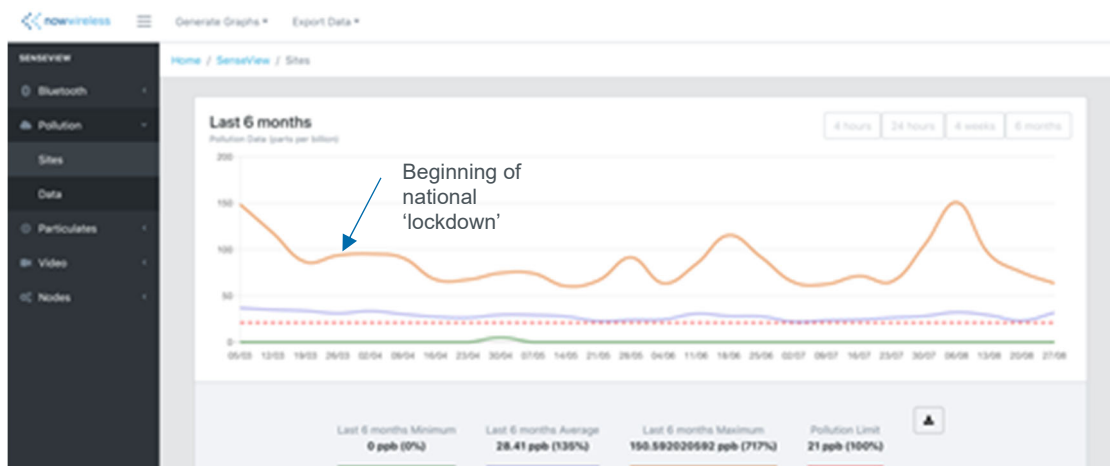 nowwireless
Generate Graphs
Export Data
SENSEVIEW
Home / SenseView / Sites
Bluetooth
Pollution
Sites
Data
Particulates
Video
Nodes
Last 6 months
Pollution Data (parts per billion)
4 hours 24 hours 4 weeks 6 months
200
150
100
50
0
Beginning of
national
‘lockdown’
05/03 12/03 19/03 26/03 02/04 09/04 16/04 23/04 30/04 07/05 14/05 21/05 28/05 04/06 11/06 18/06 25/06 02/07 09/07 16/07 23/07 30/07 06/08 13/08 20/08 27/08
Last 6 months Minimum
0 ppb (0%)
Last 6 months Average
28.41 ppb (135%)
Last 6 months Maximum
150.592020592 ppb (717%)
Pollution Limit
21 ppb (100%)